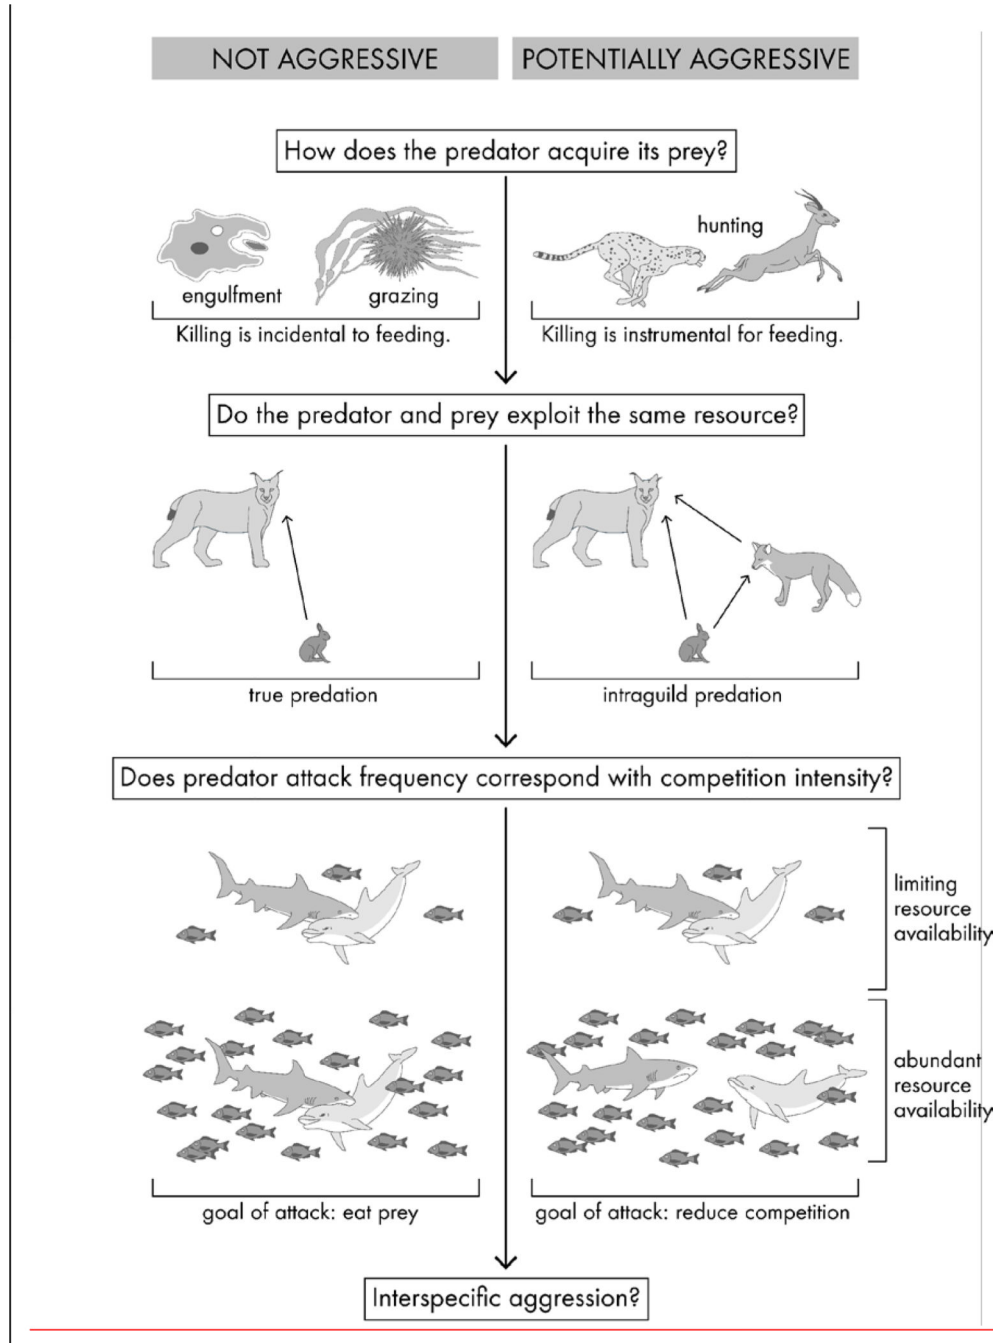 NOT AGGRESSIVE
POTENTIALLY AGGRESSIVE
How does the predator acquire its prey?
hunting
engulfment
grazing
Killing is incidental to feeding.
Killing is instrumental for feeding.
Do the predator and prey exploit the same resource?
true predation
intraguild predation
Does predator attack frequency correspond with competition intensity?
limiting
resource
availability
abundant
resource
availability
goal of attack: eat prey
goal of attack: reduce competition
Interspecific aggression?